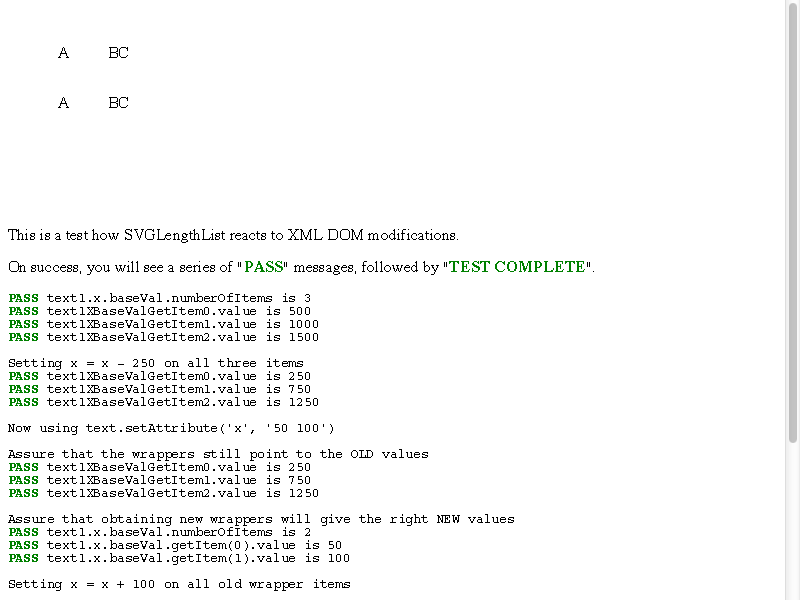 A BC
A BC
This is a test how SVGLengthList reacts to XML DOM modifications.
On success, you will see a series of "PASS" messages, followed by "TEST COMPLETE".
PASS text1.x.baseVal.numberOfItems is 3
PASS text1XBaseValGetItem0.value is 500
PASS text1XBaseValGetItem1.value is 1000
PASS text1XBaseValGetItem2.value is 1500
Setting x = x - 250 on all three items
PASS text1XBaseValGetItem0.value is 250
PASS text1XBaseValGetItem1.value is 750
PASS text1XBaseValGetItem2.value is 1250
Now using text.setAttribute('x', '50 100')
Assure that the wrappers still point to the OLD values
PASS text1XBaseValGetItem0.value is 250
PASS text1XBaseValGetItem1.value is 750
PASS text1XBaseValGetItem2.value is 1250
Assure that obtaining new wrappers will give the right NEW values
PASS text1.x.baseVal.numberOfItems is 2
PASS text1.x.baseVal.getItem(0).value is 50
PASS text1.x.baseVal.getItem(1).value is 100
Setting x = x + 100 on all old wrapper items